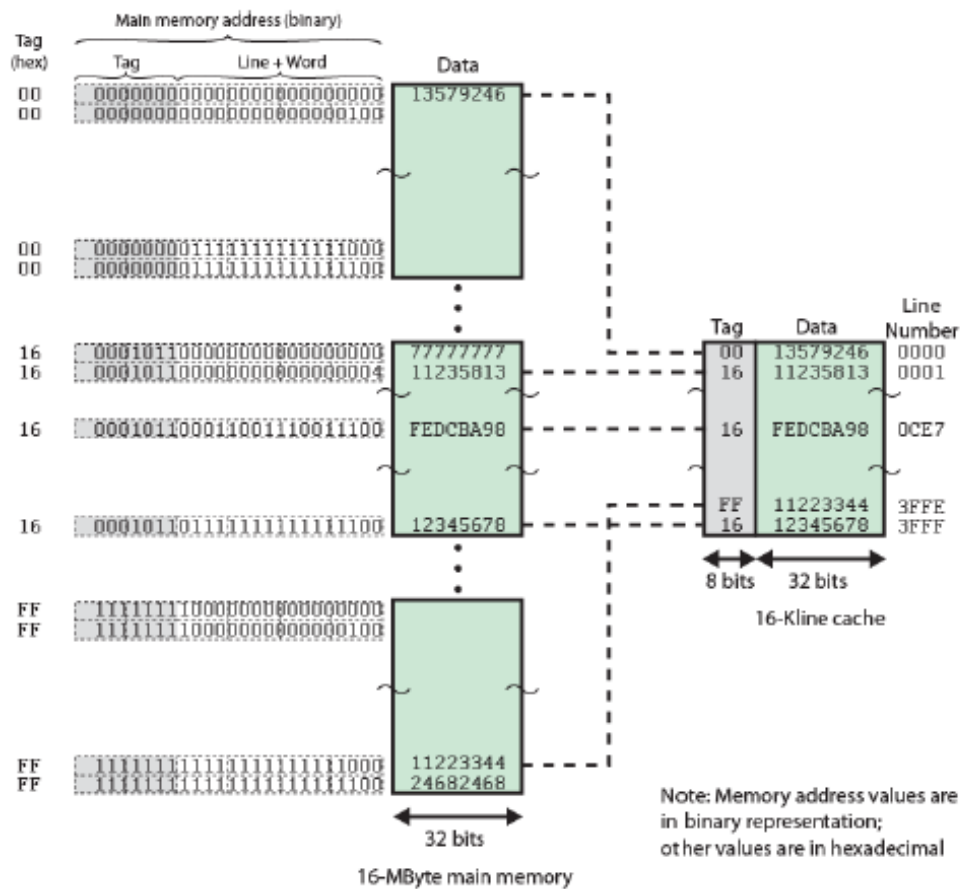 Main memory address (binary)
Tag
(hex)
Tag
Line + Word
Data
00 000000000000000000000000 13579246
00 000000000000000000000100
00 000000001111111111111000
00 000000001111111111111100
Line
Tag Data Number
16 000101100000000000000000 77777777 00 13579246 0000
16 000101100000000000000004 11235813 16 11235813 0001
16 000101100011001110011100 FEDCBA98 16 FEDCBA98 0CE7
FF 11223344 3FFE
16 000101101111111111111100 12345678 16 12345678 3FFF
8 bits 32 bits
FF 111111110000000000000000
16-Kline cache
FF 111111110000000000000100
FF 111111111111111111111000 11223344
FF 111111111111111111111100 24682468
32 bits
16-MByte main memory
Note: Memory address values are
in binary representation;
other values are in hexadecimal